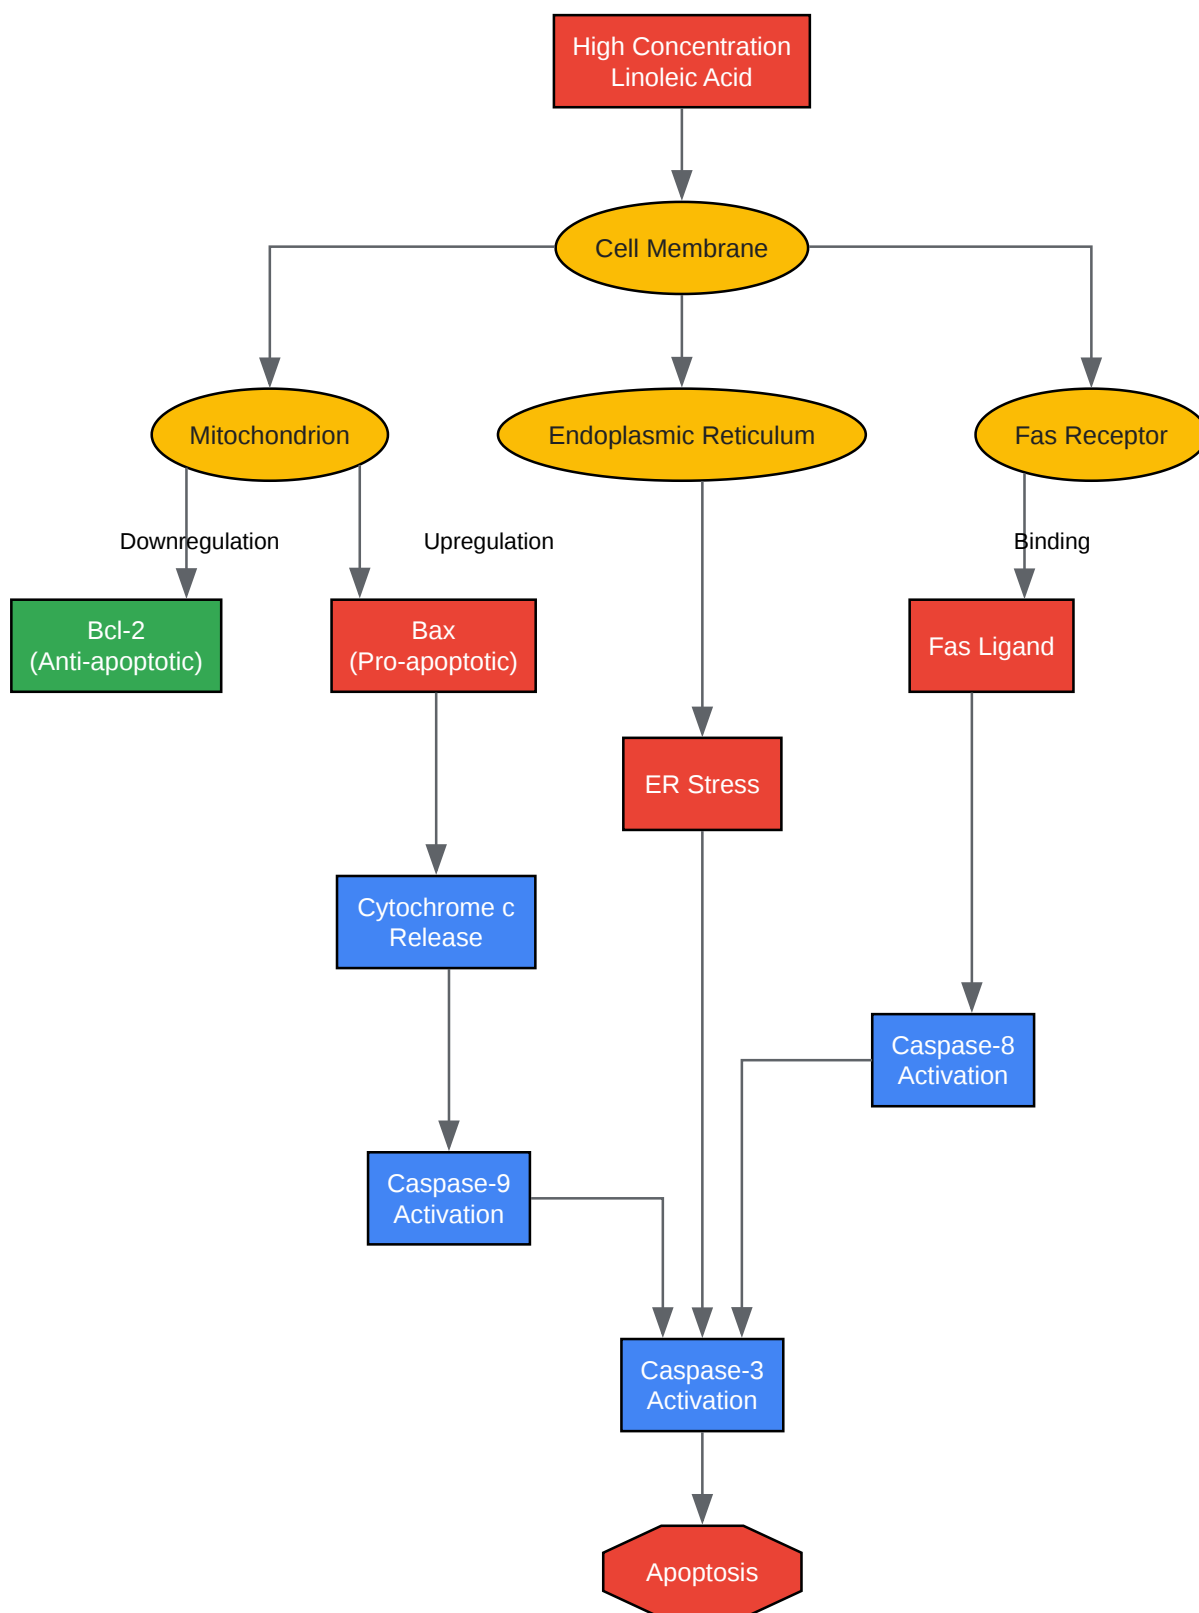 High Concentration
Linoleic Acid
Cell Membrane
Mitochondrion
Endoplasmic Reticulum
Fas Receptor
Downregulation
Upregulation
Binding
Bcl-2
(Anti-apoptotic)
Bax
(Pro-apoptotic)
Fas Ligand
ER Stress
Cytochrome c
Release
Caspase-8
Activation
Caspase-9
Activation
Caspase-3
Activation
Apoptosis